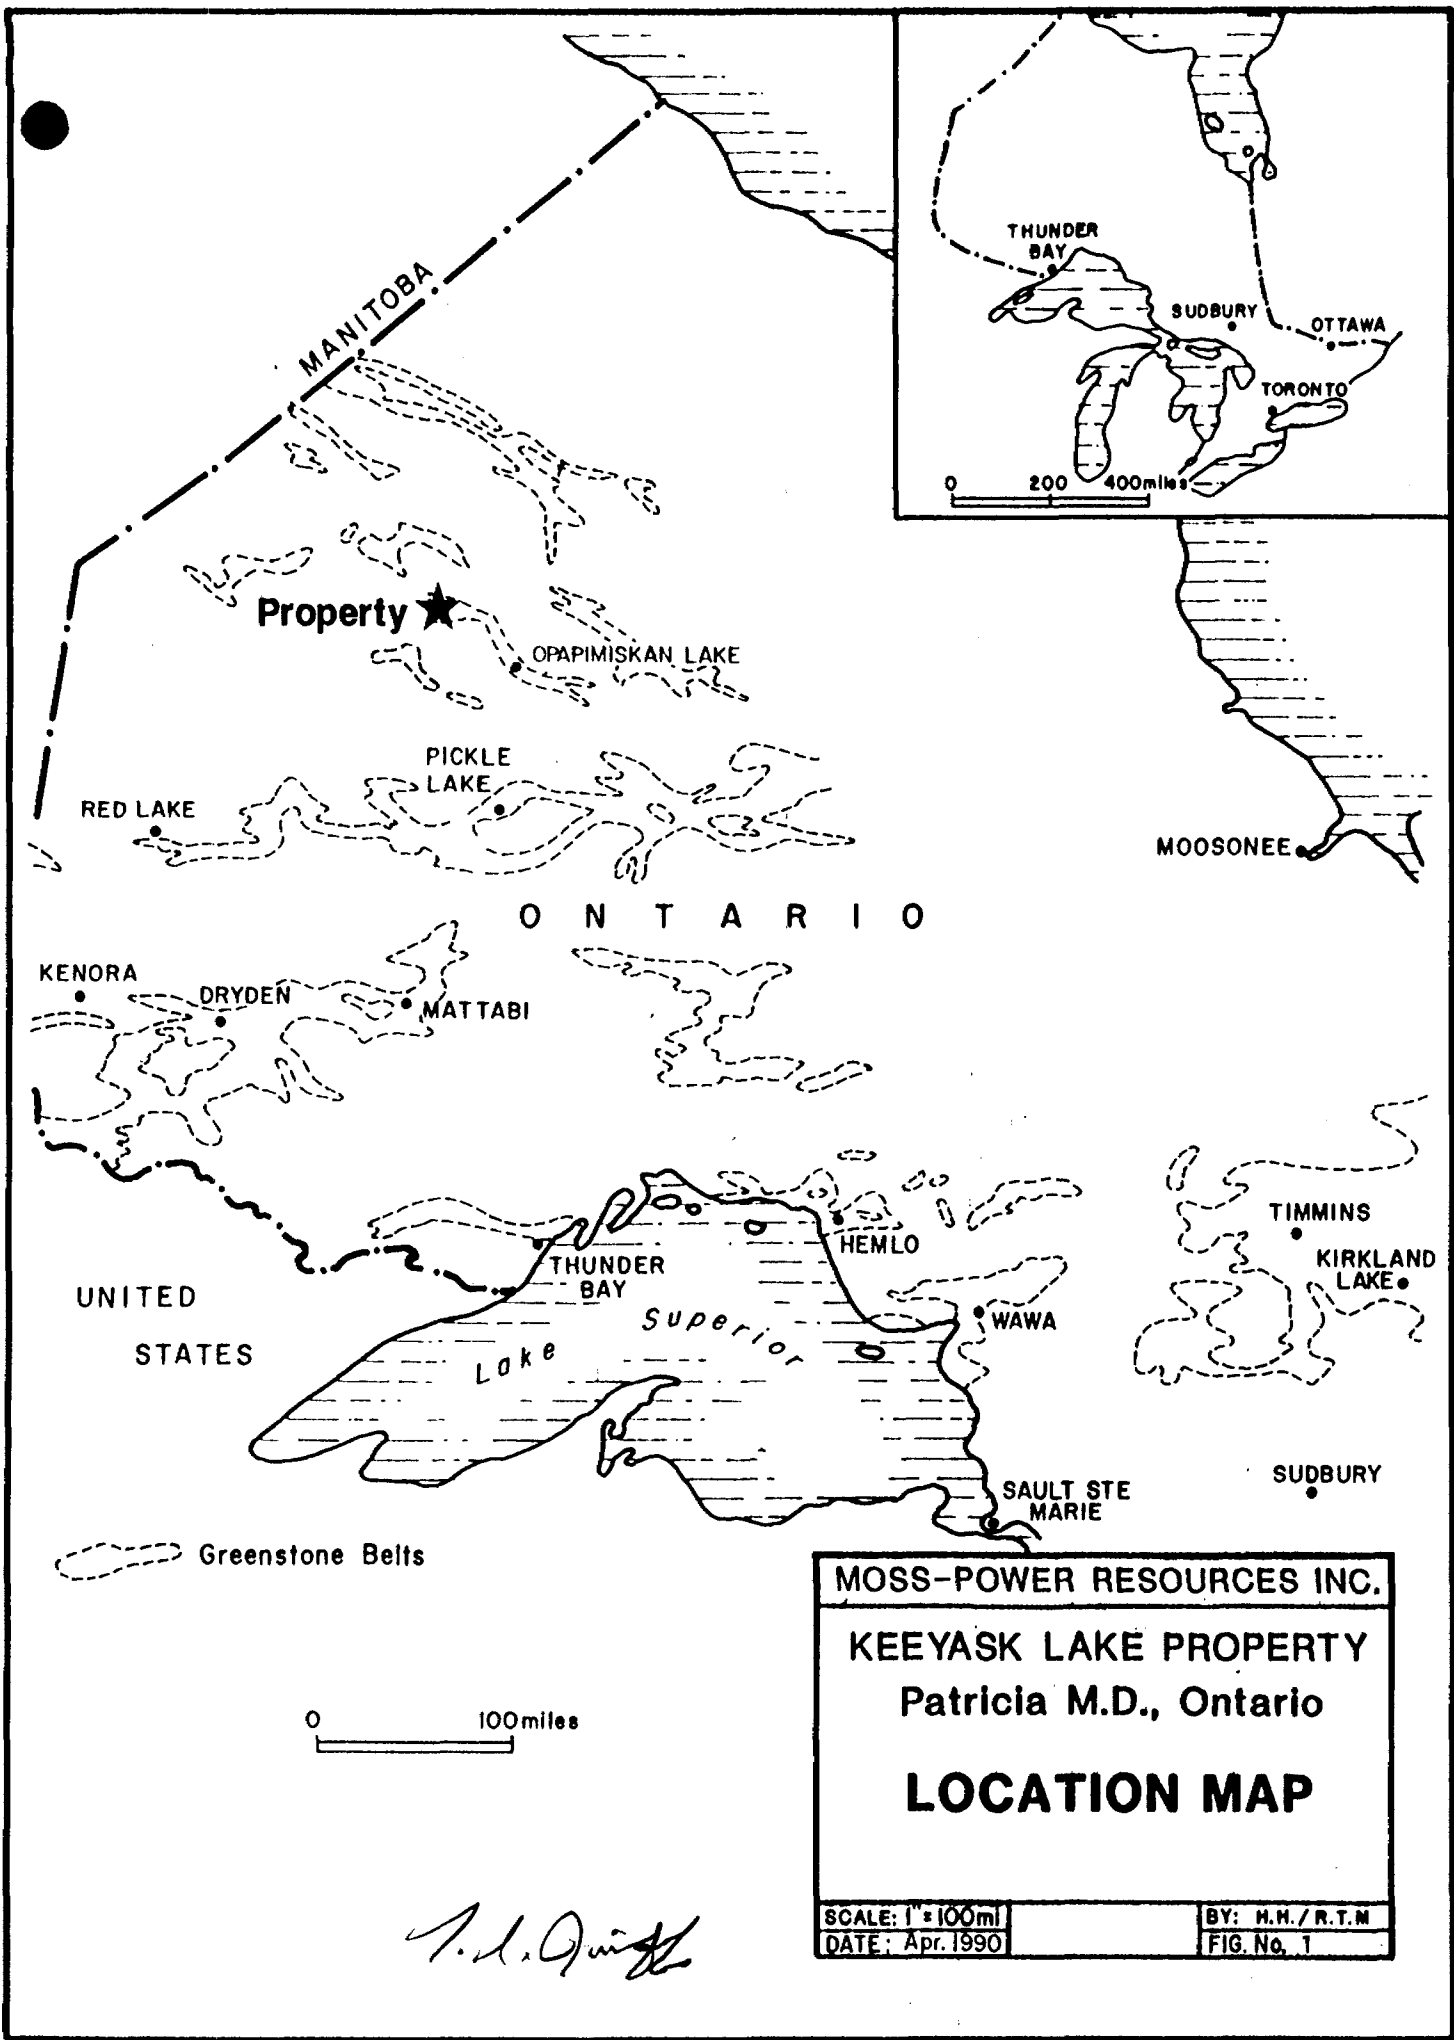 MANITOBA
THUNDER
BAY
SUDBURY
OTTAWA
TORONTO
0 200 400miles
Property
OPAPIMISKAN LAKE
PICKLE
LAKE
RED LAKE
MOOSONEE
ONTARIO
KENORA
DRYDEN
MATTABI
TIMMINS
HEMLO
KIRKLAND
LAKE
THUNDER
BAY
UNITED
STATES
Lake Superior
WAWA
SUDBURY
SAULT STE
MARIE
Greenstone Belts
MOSS-POWER RESOURCES INC.
KEEYASK LAKE PROPERTY
Patricia M.D., Ontario
0 100miles
LOCATION MAP
SCALE: 1"=100mi
BY: H.H./R.T.M
DATE: Apr. 1990
FIG. No. 1